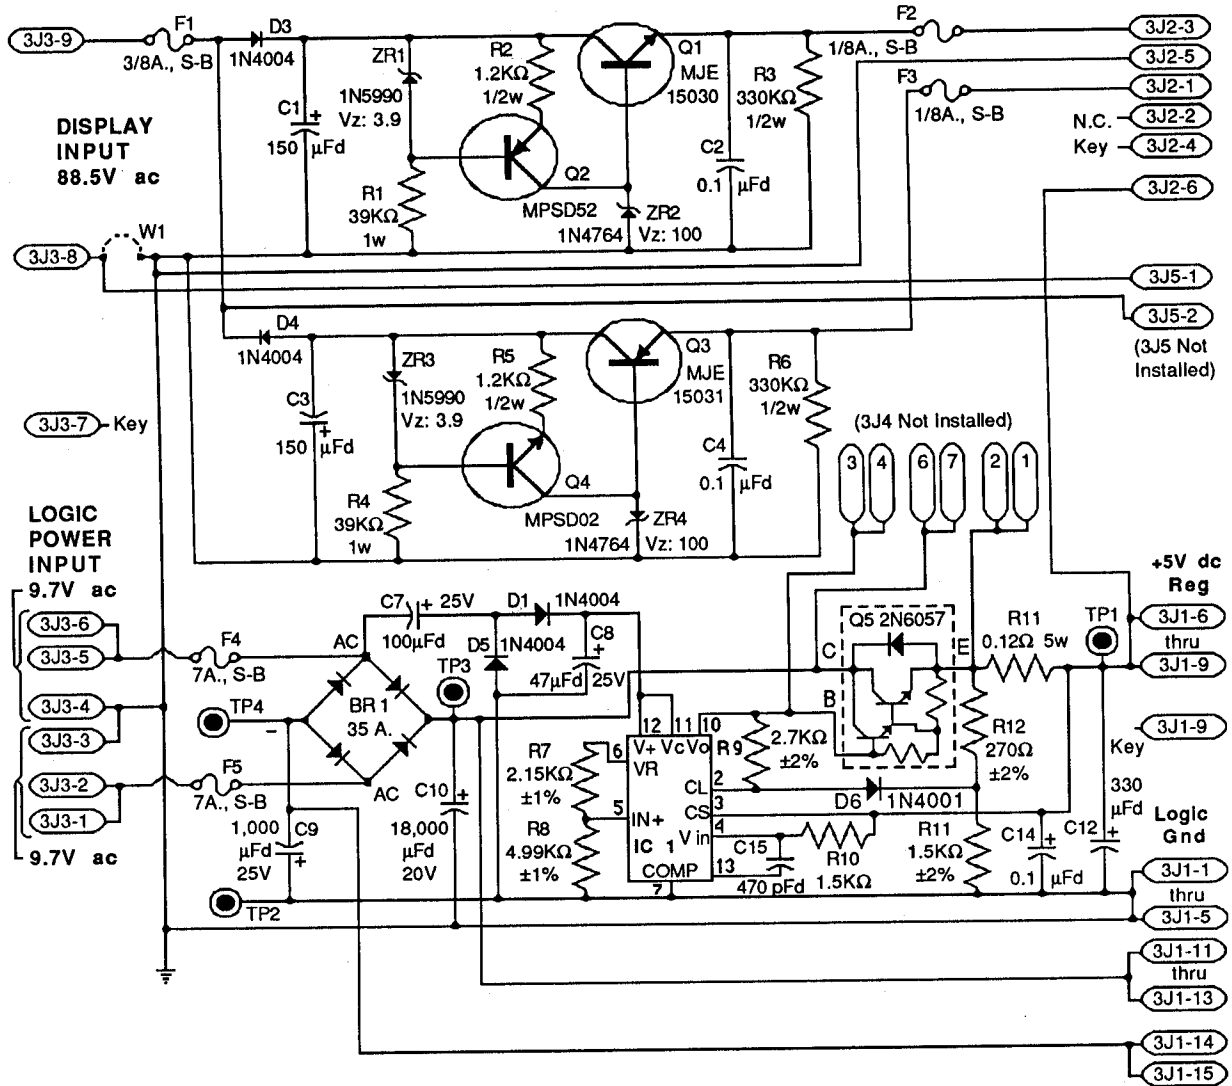 3J3-9
F1
3/8A., S-B
D3
1N4004
ZR1
1N5990
Vz: 3.9
R2
1.2KΩ
1/2w
Q1
MJE
15030
F2
1/8A., S-B
R3
330KΩ
1/2w
F3
1/8A., S-B
3J2-3
3J2-5
3J2-1
N.C.
3J2-2
Key
3J2-4
3J2-6
DISPLAY
INPUT
88.5V ac
C1
+
150 µFd
R1
39KΩ
1w
Q2
MPSD52
1N4764
ZR2
Vz: 100
C2
0.1 µFd
3J3-8
W1
3J5-1
3J5-2
(3J5 Not
Installed)
D4
1N4004
ZR3
1N5990
Vz: 3.9
R5
1.2KΩ
1/2w
Q3
MJE
15031
R6
330KΩ
1/2w
C3
+
150 µFd
3J3-7
Key
R4
39KΩ
1w
Q4
MPSD02
1N4764
ZR4
Vz: 100
C4
0.1 µFd
(3J4 Not Installed)
3
4
6
7
2
1
LOGIC
POWER
INPUT
9.7V ac
3J3-6
3J3-5
3J3-4
3J3-3
3J3-2
3J3-1
9.7V ac
F4
7A., S-B
F5
7A., S-B
TP4
TP2
AC
BR 1
35 A.
AC
-
1,000
µFd
25V
C9
+
C7
+
25V
100µFd
D1
1N4004
D5
1N4004
C8
+
47µFd
25V
TP3
C10
+
18,000
µFd
20V
R7
2.15KΩ
±1%
R8
4.99KΩ
±1%
12
11
10
V+
Vc
Vo
6
VR
5
IN+
IC 1
CL
2
CS
3
V in
4
COMP
13
7
R9
2.7KΩ
±2%
D6
1N4001
C15
470 pFd
R10
1.5KΩ
Q5 2N6057
C
B
E
R11
0.12Ω 5w
R12
270Ω
±2%
R11
1.5KΩ
±2%
C14
+
0.1 µFd
C12
+
330
µFd
TP1
+5V dc
Reg
3J1-6
thru
3J1-9
Key
3J1-9
Logic
Gnd
3J1-1
thru
3J1-5
3J1-11
thru
3J1-13
3J1-14
3J1-15